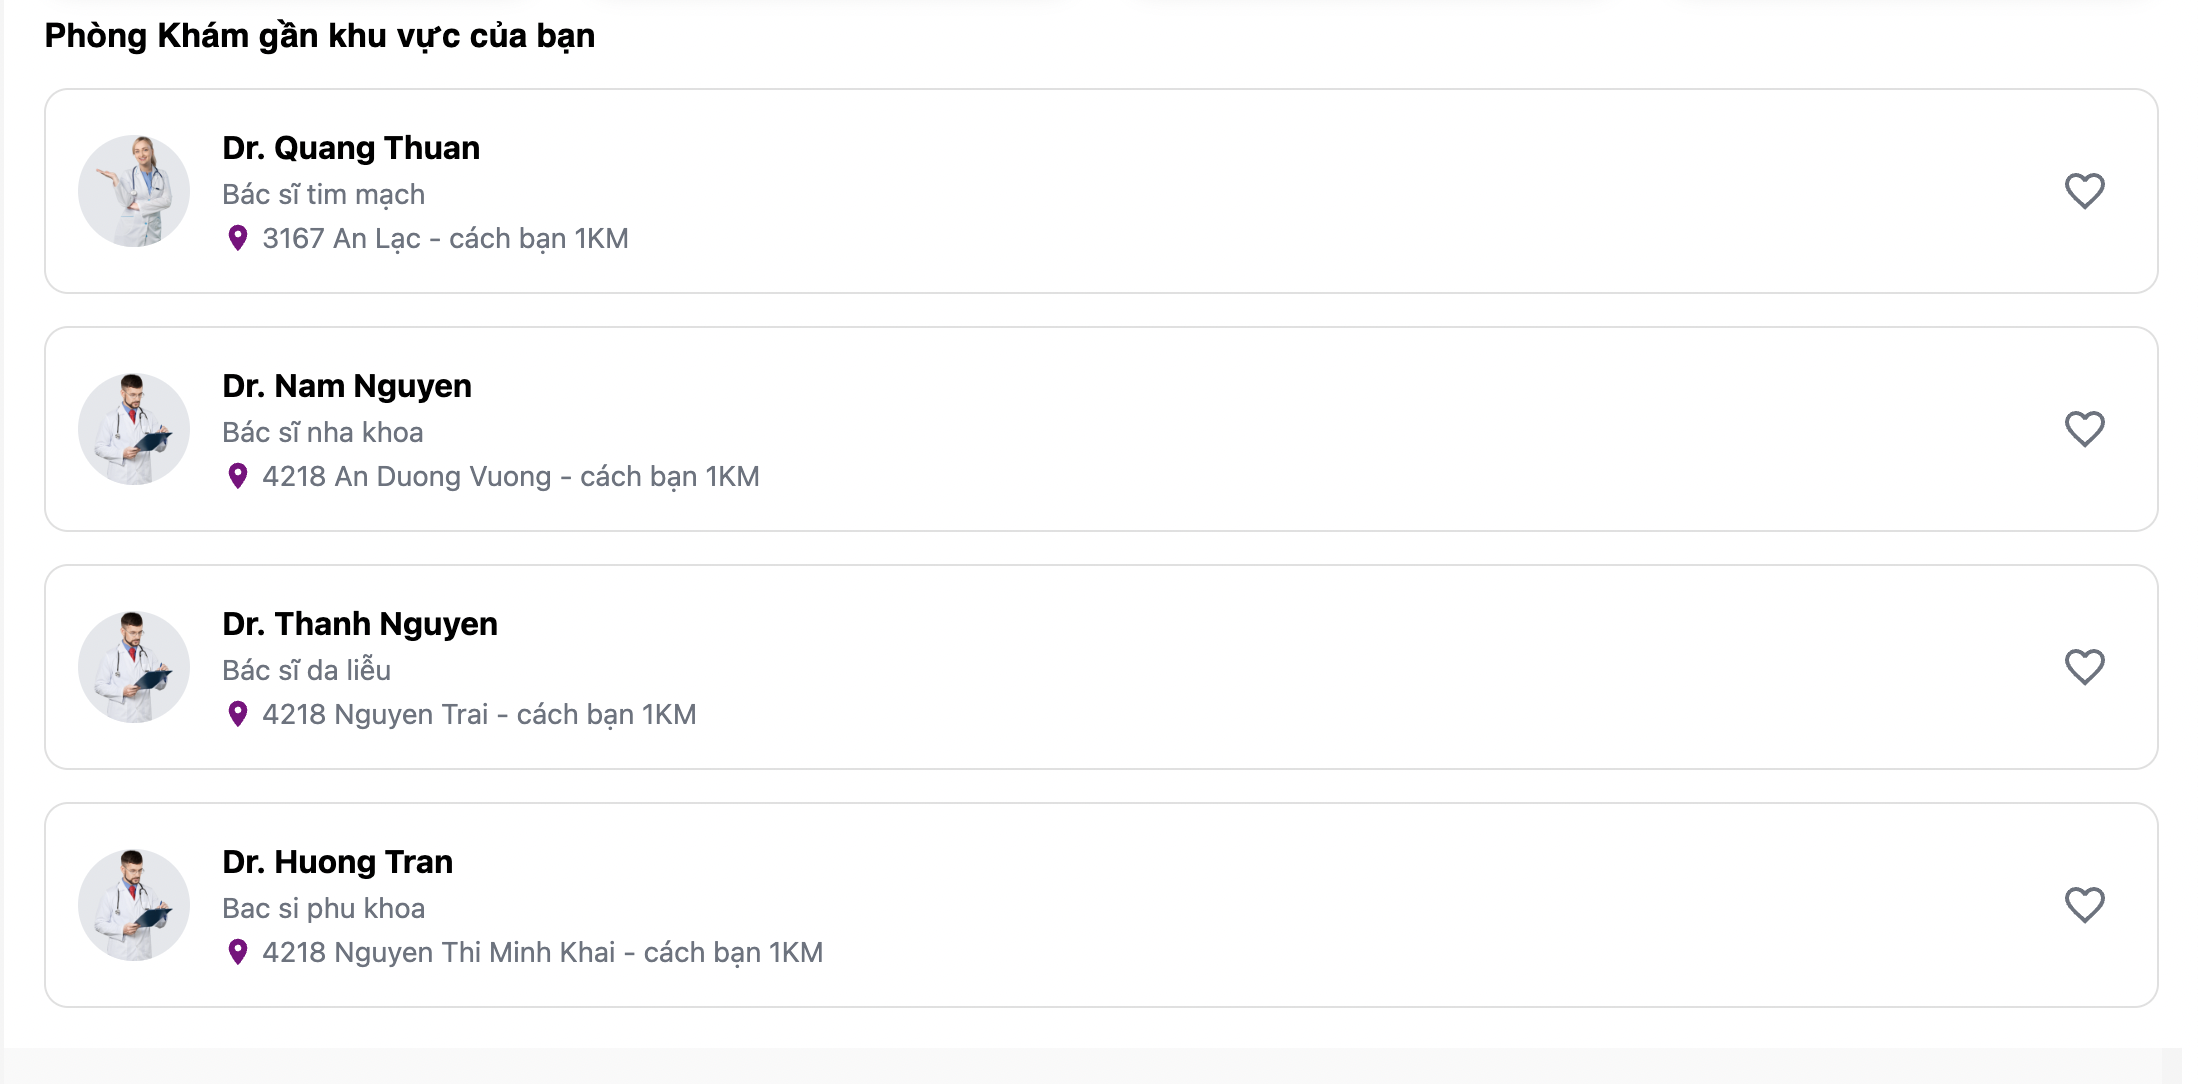 Phòng Khám gần khu vực của bạn
Dr. Quang Thuan
Bác sĩ tim mạch
3167 An Lạc - cách bạn 1KM
Dr. Nam Nguyen
Bác sĩ nha khoa
4218 An Duong Vuong - cách bạn 1KM
Dr. Thanh Nguyen
Bác sĩ da liễu
4218 Nguyen Trai - cách bạn 1KM
Dr. Huong Tran
Bac si phu khoa
4218 Nguyen Thi Minh Khai - cách bạn 1KM